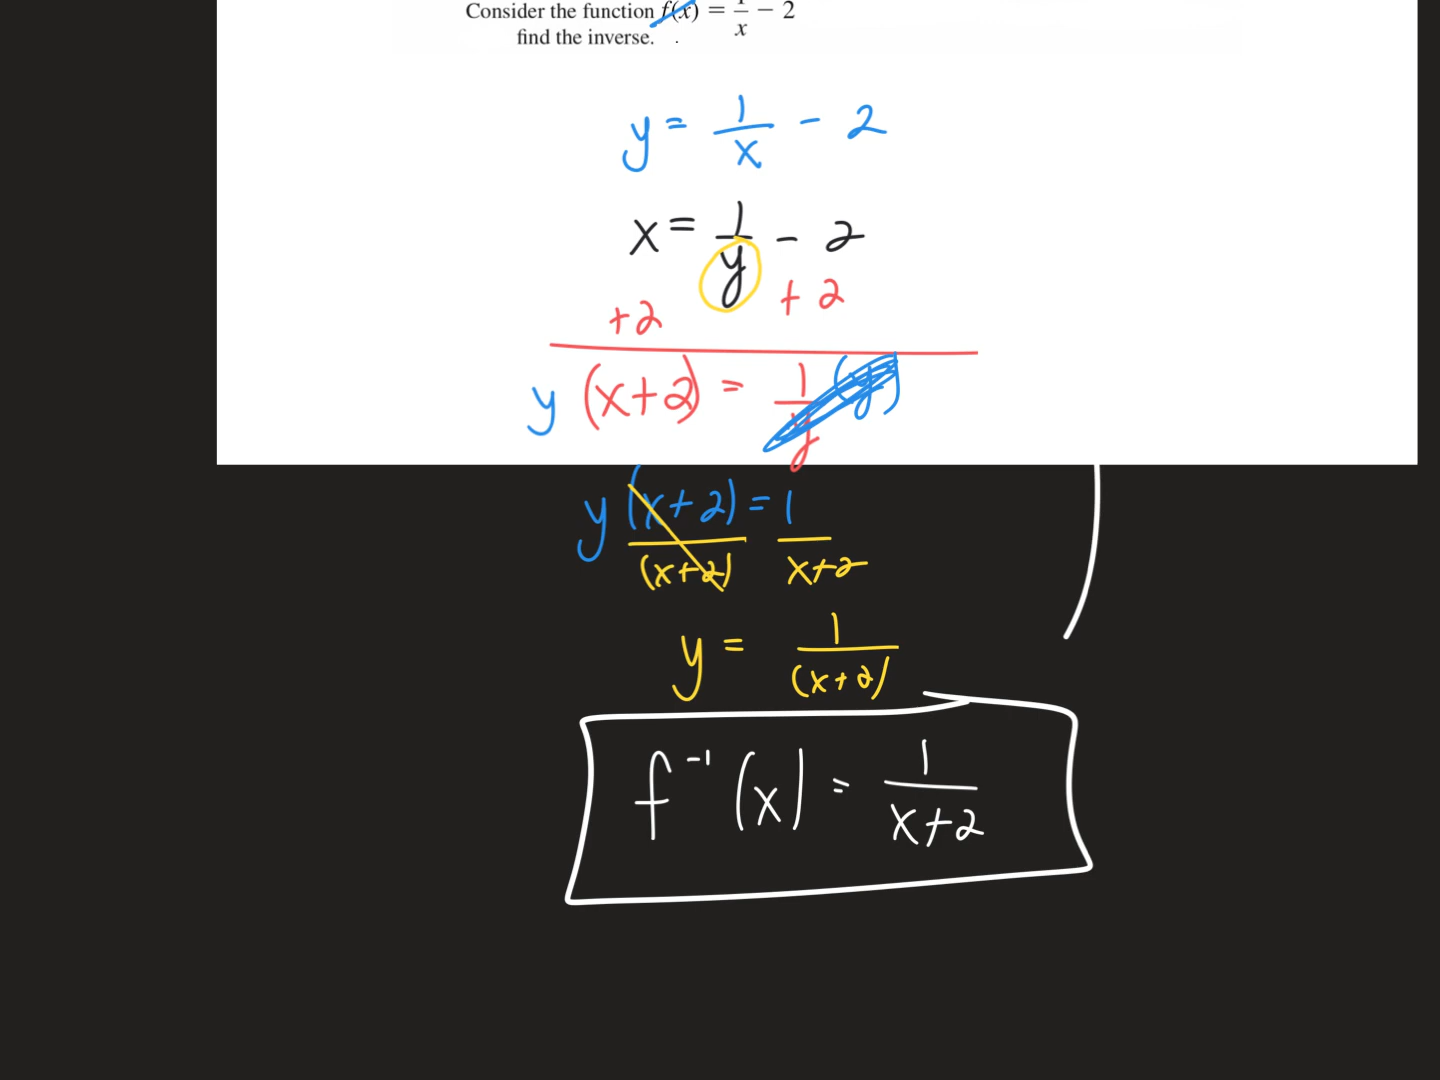 Consider the function f(x) = 1/x − 2
find the inverse.
y = 1/x − 2
x = 1/y − 2
+2 +2
y (x+2) = 1/y (y)
y (x+2) = 1
(x+2) x+2
y = 1/(x+2)
f⁻¹(x) = 1/x+2